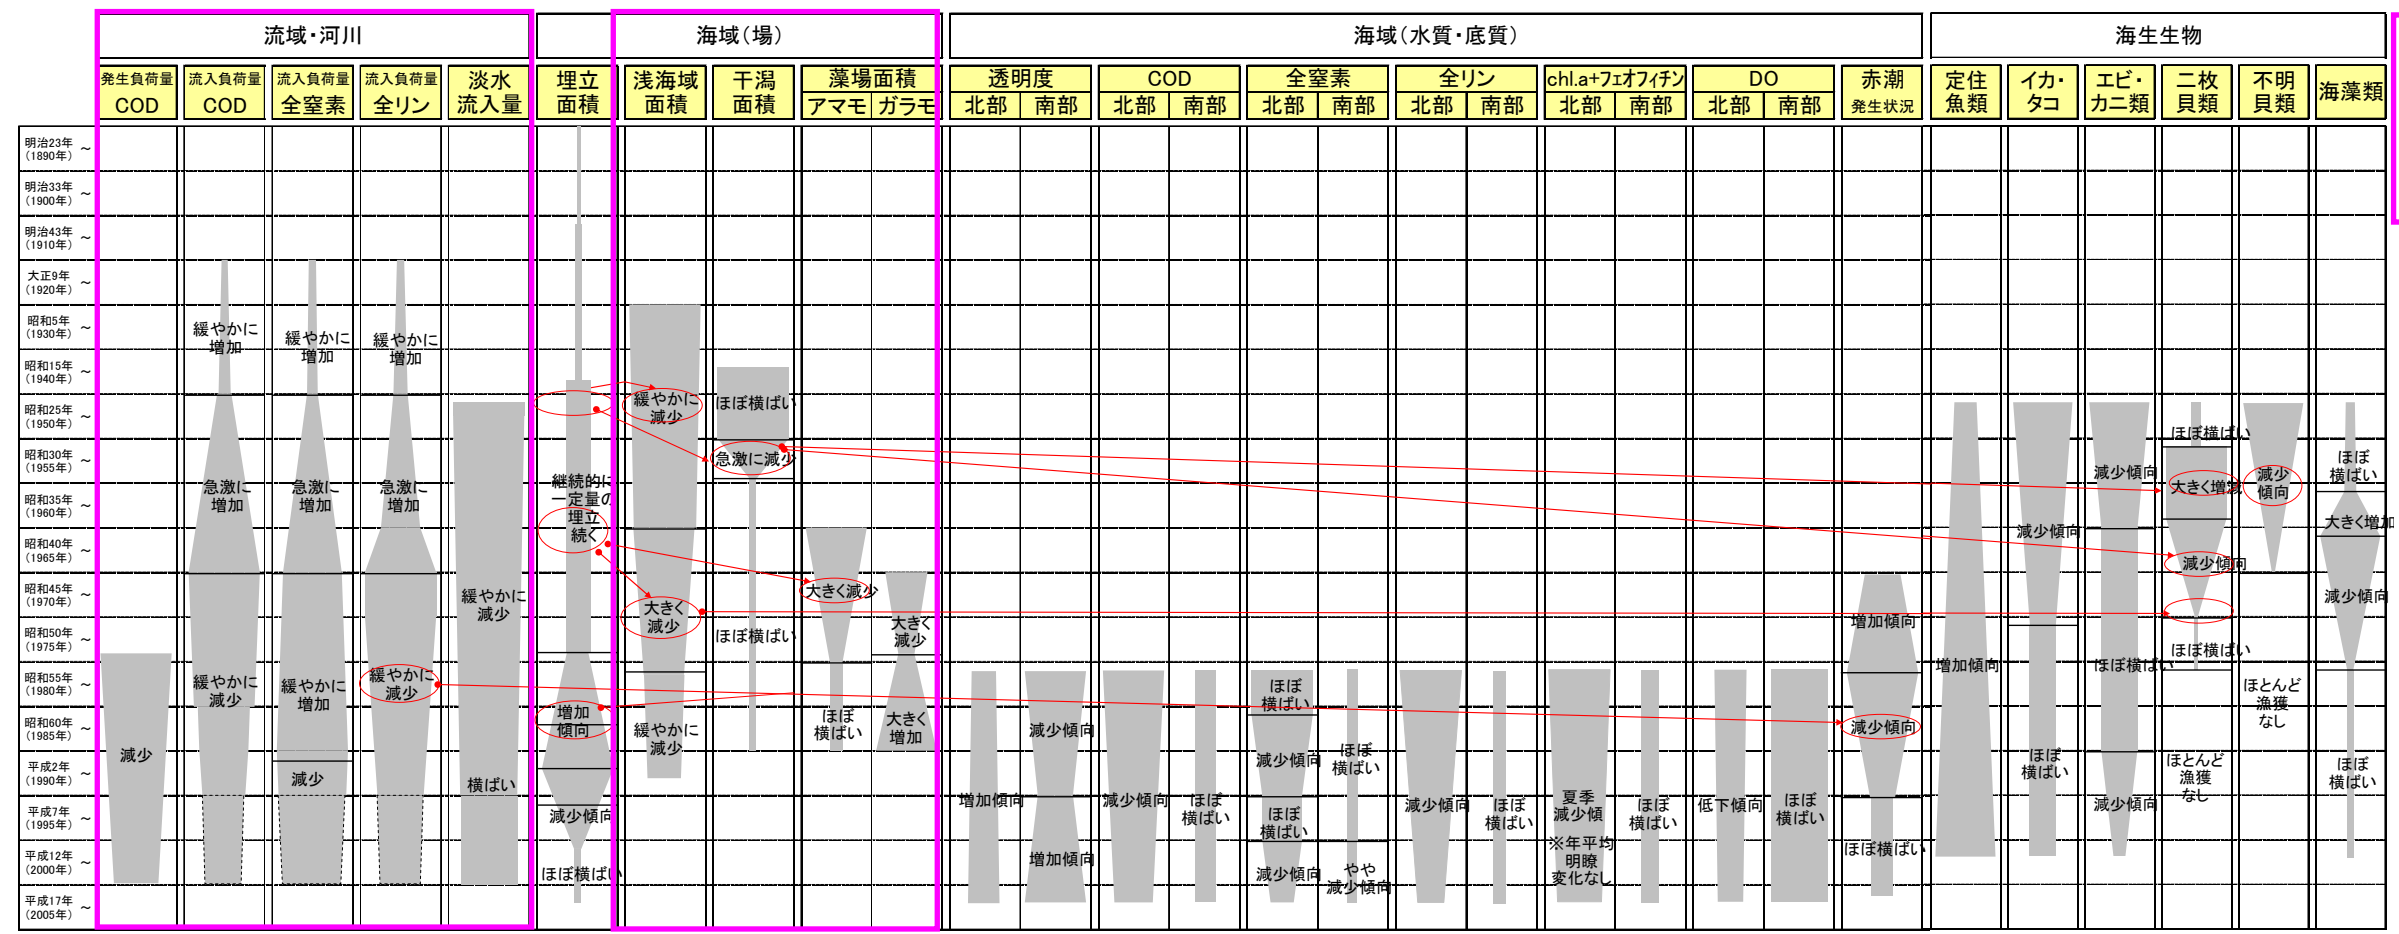 流域・河川
海域(場)
海域(水質・底質)
海生生物
発生負荷量
COD
流入負荷量
COD
流入負荷量
全窒素
流入負荷量
全リン
淡水
流入量
埋立
面積
浅海域
面積
干潟
面積
藻場面積
アマモ ガラモ
透明度
北部 南部
COD
北部 南部
全窒素
北部 南部
全リン
北部 南部
chl.a+フェオフィチン
北部 南部
DO
北部 南部
赤潮
発生状況
定住
魚類
イカ・
タコ
エビ・
カニ類
二枚
貝類
不明
貝類
海藻類
明治23年
(1890年) ~
明治33年
(1900年) ~
明治43年
(1910年) ~
大正9年
(1920年) ~
昭和5年
(1930年) ~
昭和15年
(1940年) ~
昭和25年
(1950年) ~
昭和30年
(1955年) ~
昭和35年
(1960年) ~
昭和40年
(1965年) ~
昭和45年
(1970年) ~
昭和50年
(1975年) ~
昭和55年
(1980年) ~
昭和60年
(1985年) ~
平成2年
(1990年) ~
平成7年
(1995年) ~
平成12年
(2000年) ~
平成17年
(2005年) ~
減少
緩やかに
増加
急激に
増加
緩やかに
減少
緩やかに
増加
急激に
増加
緩やかに
増加
減少
緩やかに
増加
急激に
増加
緩やかに
減少
緩やかに
減少
横ばい
継続的に
一定量の
埋立
続く
増加
傾向
減少傾向
ほぼ横ばい
緩やかに
減少
大きく
減少
緩やかに
減少
ほぼ横ばい
急激に減少
ほぼ横ばい
大きく減少
ほぼ
横ばい
大きく
減少
大きく
増加
増加傾向
減少傾向
増加傾向
減少傾向
ほぼ
横ばい
ほぼ
横ばい
減少傾向
ほぼ
横ばい
減少傾向
ほぼ
横ばい
やや
減少傾向
減少傾向
ほぼ
横ばい
夏季
減少傾
※年平均
明瞭
変化なし
ほぼ
横ばい
低下傾向
ほぼ
横ばい
増加傾向
減少傾向
ほぼ横ばい
増加傾向
減少傾向
ほぼ
横ばい
減少傾向
ほぼ横ばい
減少傾向
ほぼ横ばい
大きく増減
減少傾向
ほぼ横ばい
ほとんど
漁獲
なし
減少
傾向
ほとんど
漁獲
なし
ほぼ
横ばい
大きく増加
減少傾向
ほぼ
横ばい